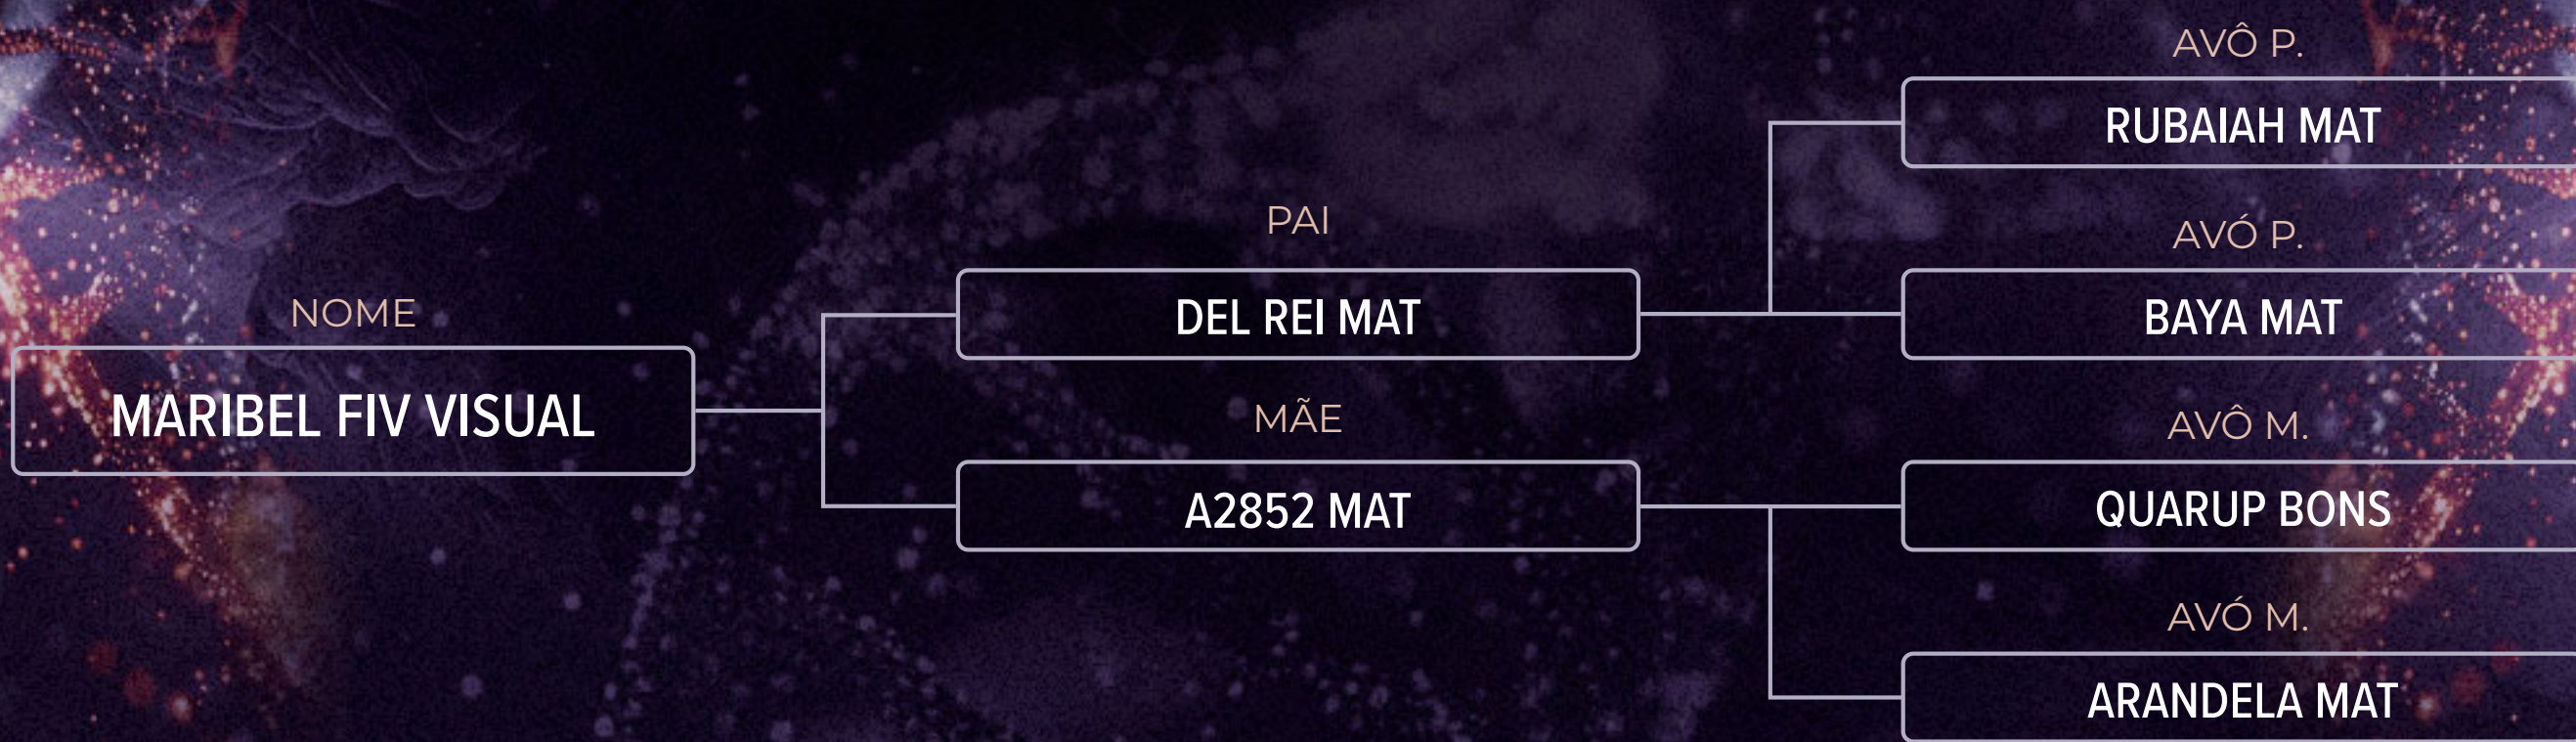 NOME
MARIBEL FIV VISUAL
PAI
DEL REI MAT
MÃE
A2852 MAT
AVÔ P.
RUBAIAH MAT
AVÓ P.
BAYA MAT
AVÔ M.
QUARUP BONS
AVÓ M.
ARANDELA MAT